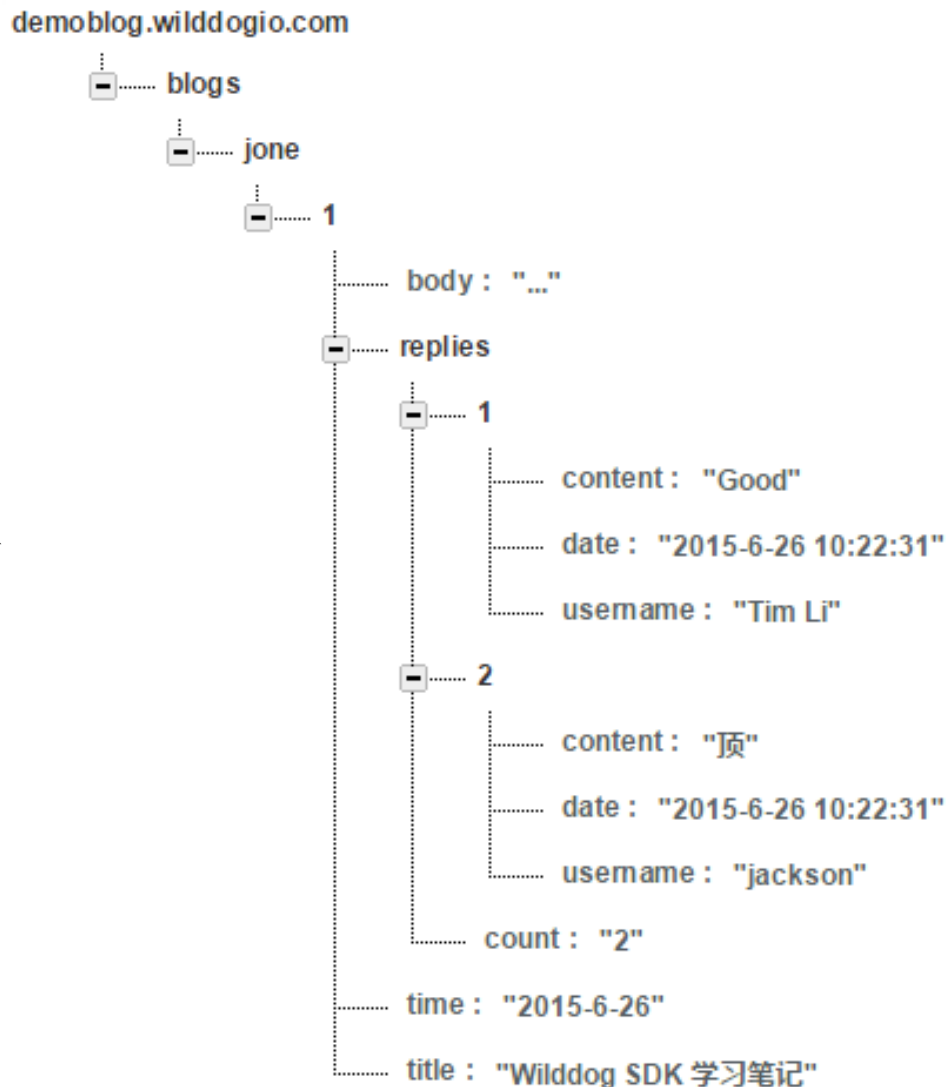 demoblog.wilddogio.com
blogs
jone
1
body : "..."
replies
1
content : "Good"
date : "2015-6-26 10:22:31"
username : "Tim Li"
2
content : "顶"
date : "2015-6-26 10:22:31"
username : "jackson"
count : "2"
time : "2015-6-26"
title : "Wilddog SDK 学习笔记"